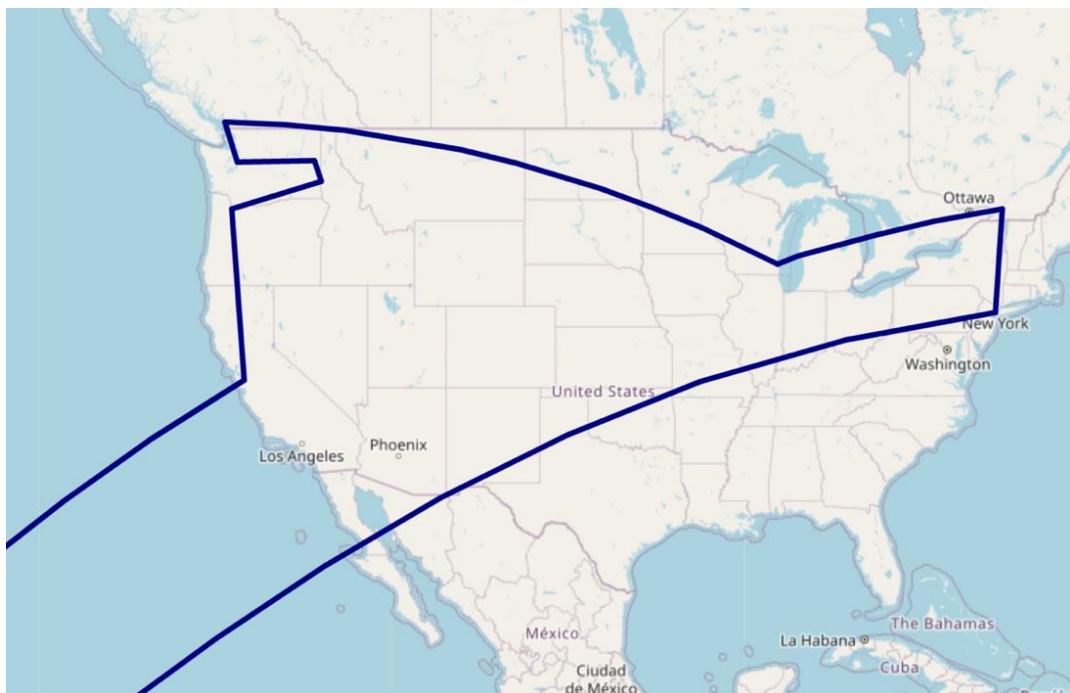 Ottawa
New York
Washington
United States
Phoenix
Los Angeles
The Bahamas
México
La Habana
Cuba
Ciudad
de México